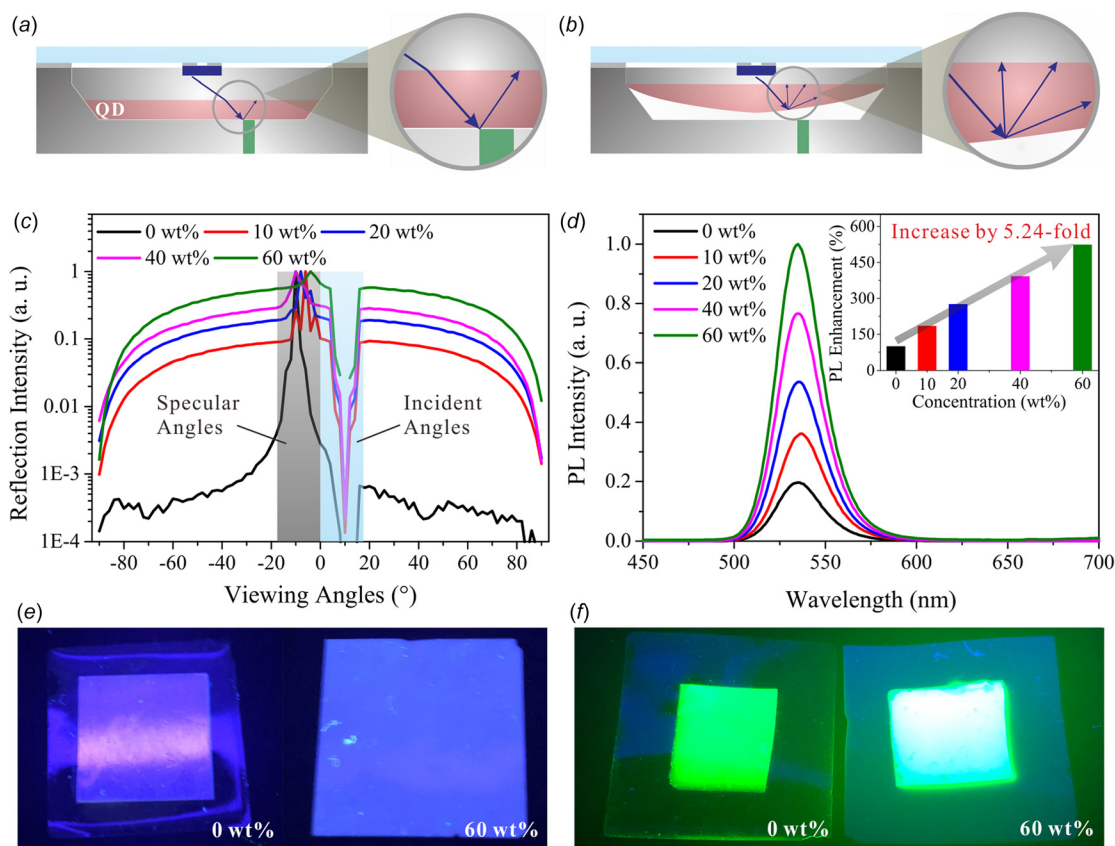 (a)
QD
(b)
(c)
0 wt% 10 wt% 20 wt%
40 wt% 60 wt%
Reflection Intensity (a. u.)
1
0.1
0.01
1E-3
1E-4
Specular
Angles
Incident
Angles
-80 -60 -40 -20 0 20 40 60 80
Viewing Angles (°)
(d)
0 wt%
10 wt%
20 wt%
40 wt%
60 wt%
PL Intensity (a. u.)
1.0
0.8
0.6
0.4
0.2
0.0
450 500 550 600 650 700
Wavelength (nm)
Increase by 5.24-fold
PL Enhancement (%)
600
450
300
150
0
0 10 20 40 60
Concentration (wt%)
(e)
0 wt%
60 wt%
(f)
0 wt%
60 wt%